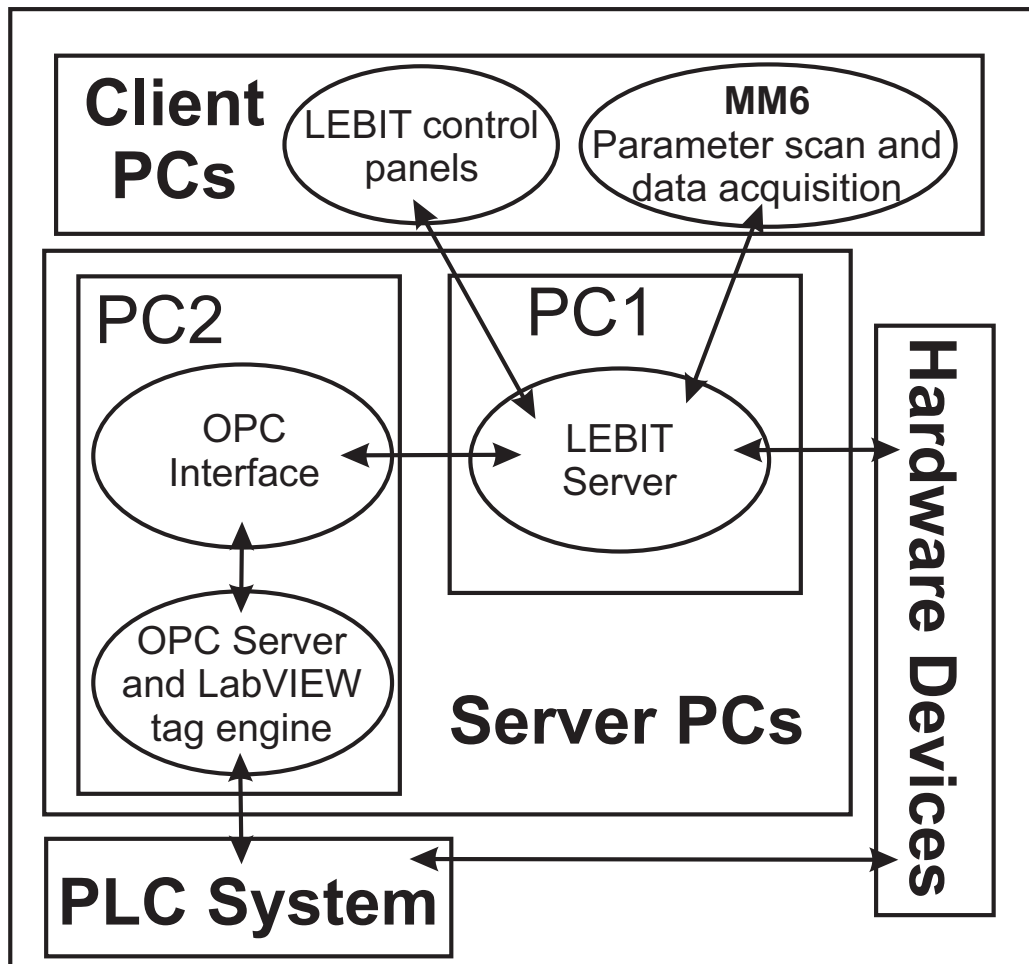 Client
PCs
LEBIT control
panels
MM6
Parameter scan and
data acquisition
PC2
PC1
OPC
Interface
LEBIT
Server
OPC Server
and LabVIEW
tag engine
Server PCs
Hardware Devices
PLC System